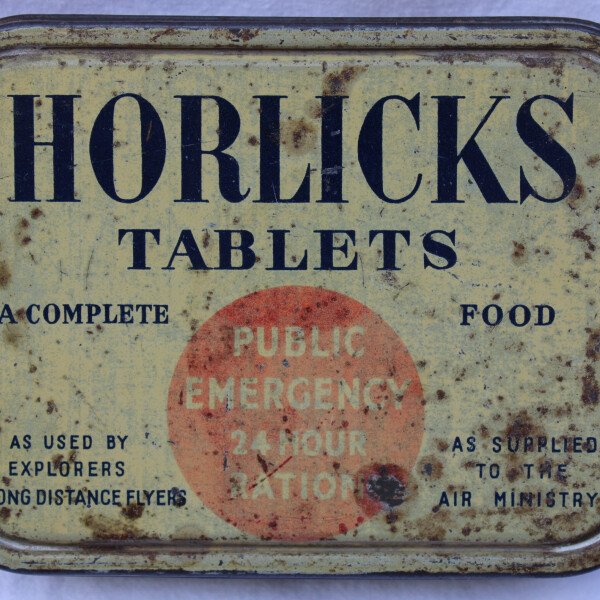 HORLICKS
TABLETS
A COMPLETE FOOD
PUBLIC
EMERGENCY
24 HOUR
RATION
AS USED BY
EXPLORERS
LONG DISTANCE FLYERS
AS SUPPLIED
TO THE
AIR MINISTRY